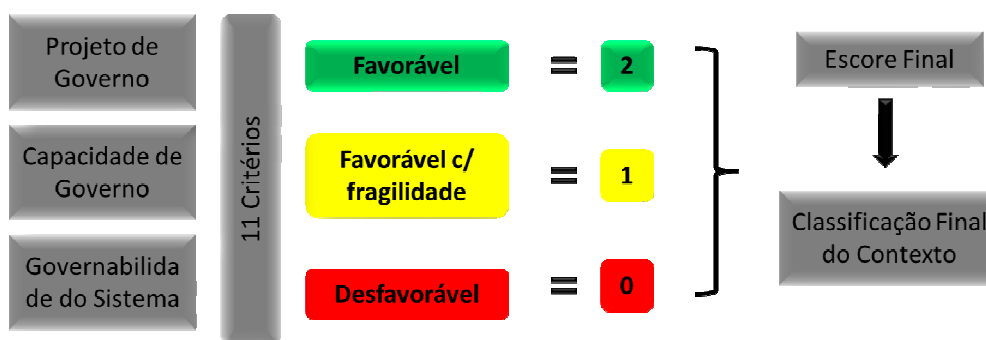 Projeto de
Governo
Capacidade de
Governo
Governabilida
de do Sistema
11 Critérios
Favorável
=
2
Favorável c/
fragilidade
=
1
Desfavorável
=
0
Escore Final
Classificação Final
do Contexto